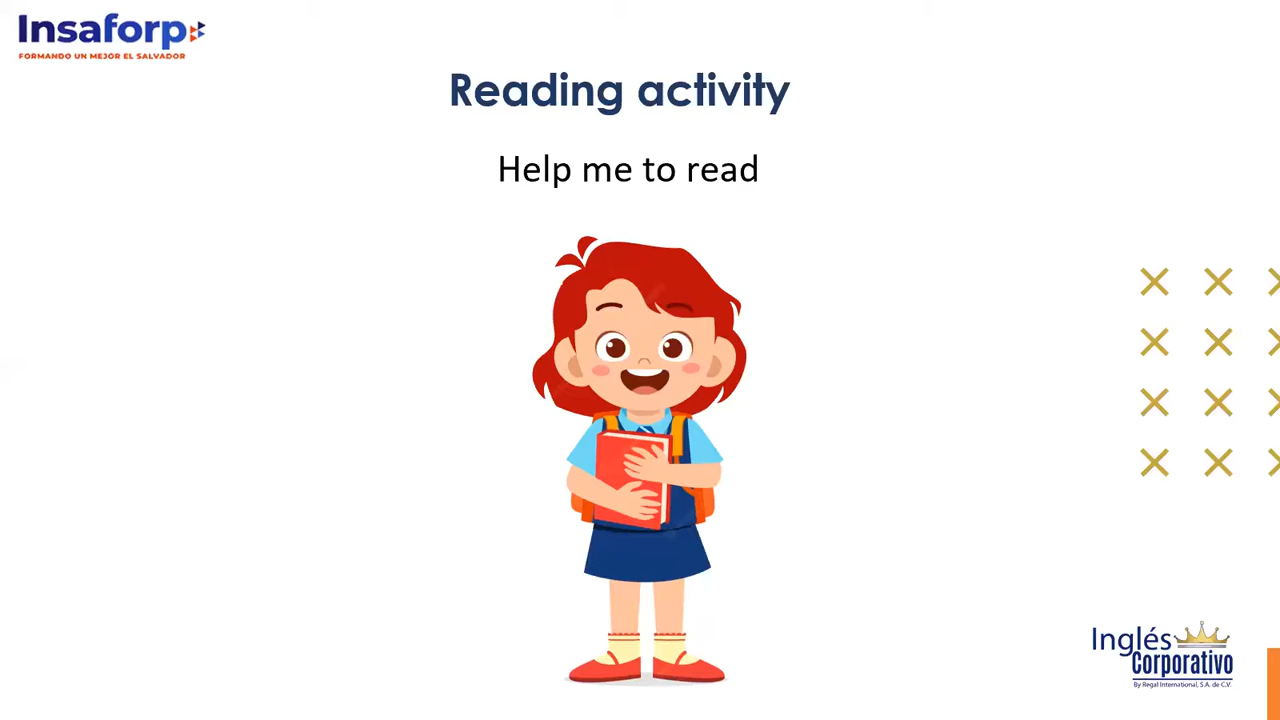 Insaforp
FORMANDO UN MEJOR EL SALVADOR
Reading activity
Help me to read
Inglés
Corporativo
By Regal International, S.A. de C.V.